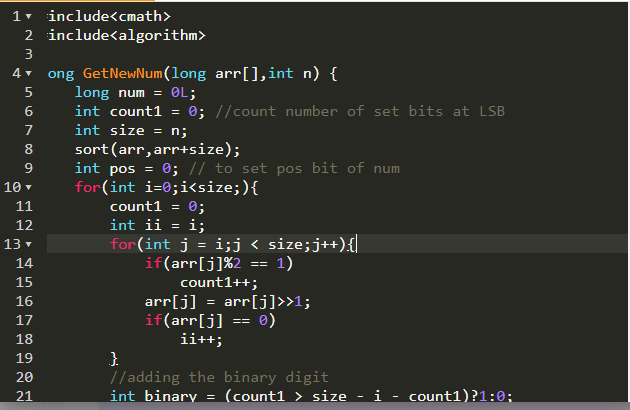 1 include<cmath>
2 include<algorithm>
3
4 ong GetNewNum(long arr[],int n) {
5 long num = 0L;
6 int count1 = 0; //count number of set bits at LSB
7 int size = n;
8 sort(arr,arr+size);
9 int pos = 0; // to set pos bit of num
10 for(int i=0;i<size;){
11 count1 = 0;
12 int ii = i;
13 for(int j = i;j < size;j++){
14 if(arr[j]%2 == 1)
15 count1++;
16 arr[j] = arr[j]>>1;
17 if(arr[j] == 0)
18 ii++;
19 }
20 //adding the binary digit
21 int binary = (count1 > size - i - count1)?1:0;